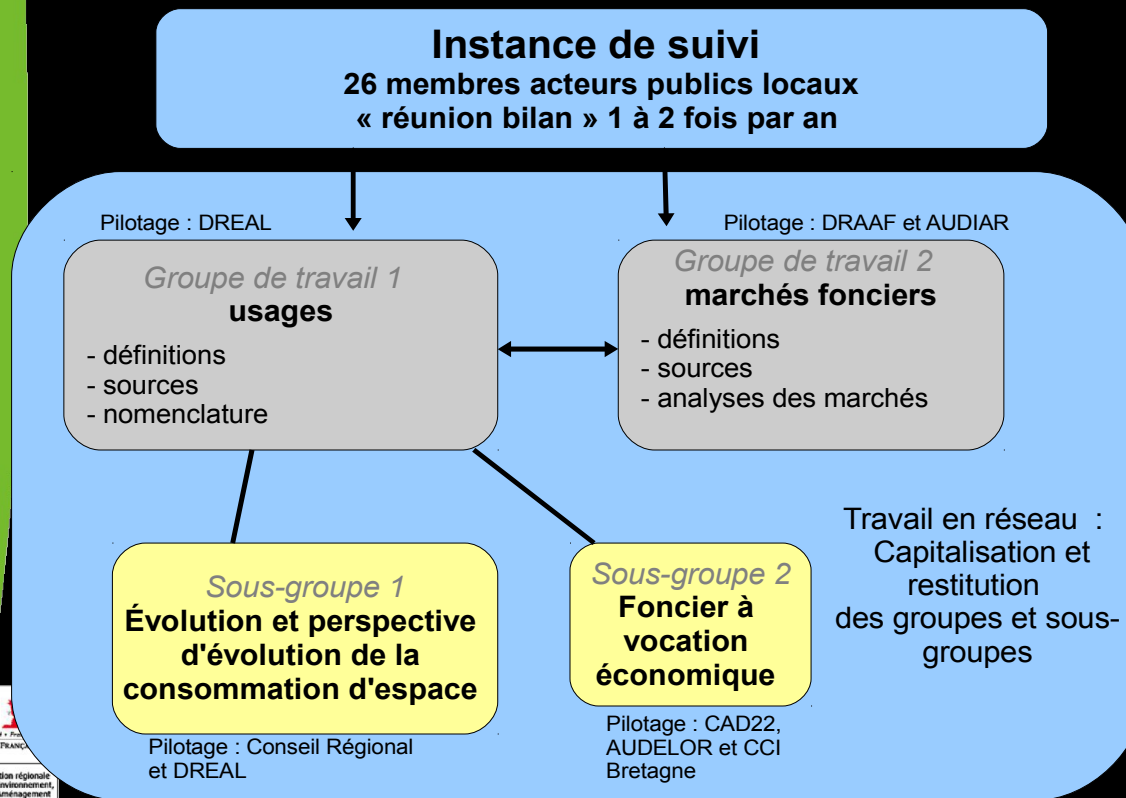 Instance de suivi
26 membres acteurs publics locaux
« réunion bilan » 1 à 2 fois par an
Pilotage : DREAL
Groupe de travail 1
usages
- définitions
- sources
- nomenclature
Pilotage : DRAAF et AUDIAR
Groupe de travail 2
marchés fonciers
- définitions
- sources
- analyses des marchés
Sous-groupe 1
Évolution et perspective
d'évolution de la
consommation d'espace
Pilotage : Conseil Régional
et DREAL
Sous-groupe 2
Foncier à
vocation
économique
Pilotage : CAD22,
AUDELOR et CCI
Bretagne
Travail en réseau :
Capitalisation et
restitution
des groupes et sous-
groupes
régionale